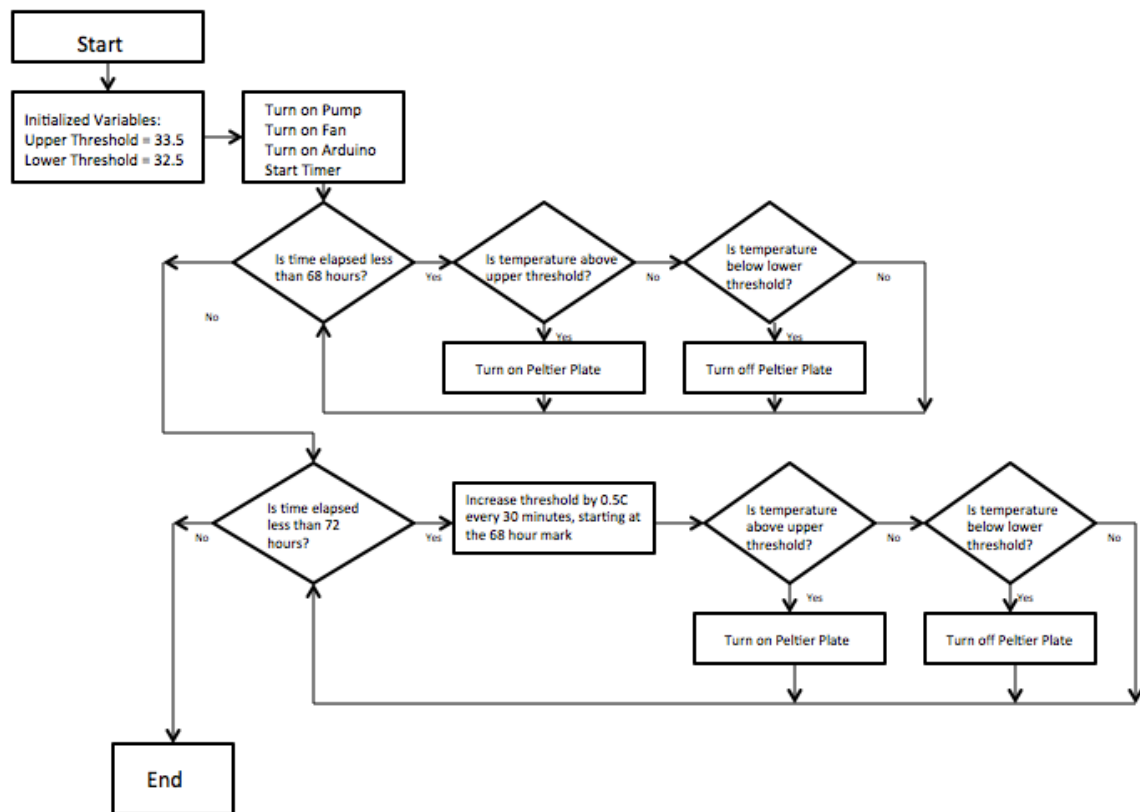 Start
Initialized Variables:
Upper Threshold = 33.5
Lower Threshold = 32.5
Turn on Pump
Turn on Fan
Turn on Arduino
Start Timer
Is time elapsed less
than 68 hours?
Yes
No
Is temperature above
upper threshold?
No
Yes
Is temperature
below lower
threshold?
No
Yes
Turn on Peltier Plate
Turn off Peltier Plate
Is time elapsed
less than 72
hours?
No
Yes
Increase threshold by 0.5C
every 30 minutes, starting at
the 68 hour mark
Is temperature
above upper
threshold?
No
Yes
Is temperature
below lower
threshold?
No
Yes
Turn on Peltier Plate
Turn off Peltier Plate
End